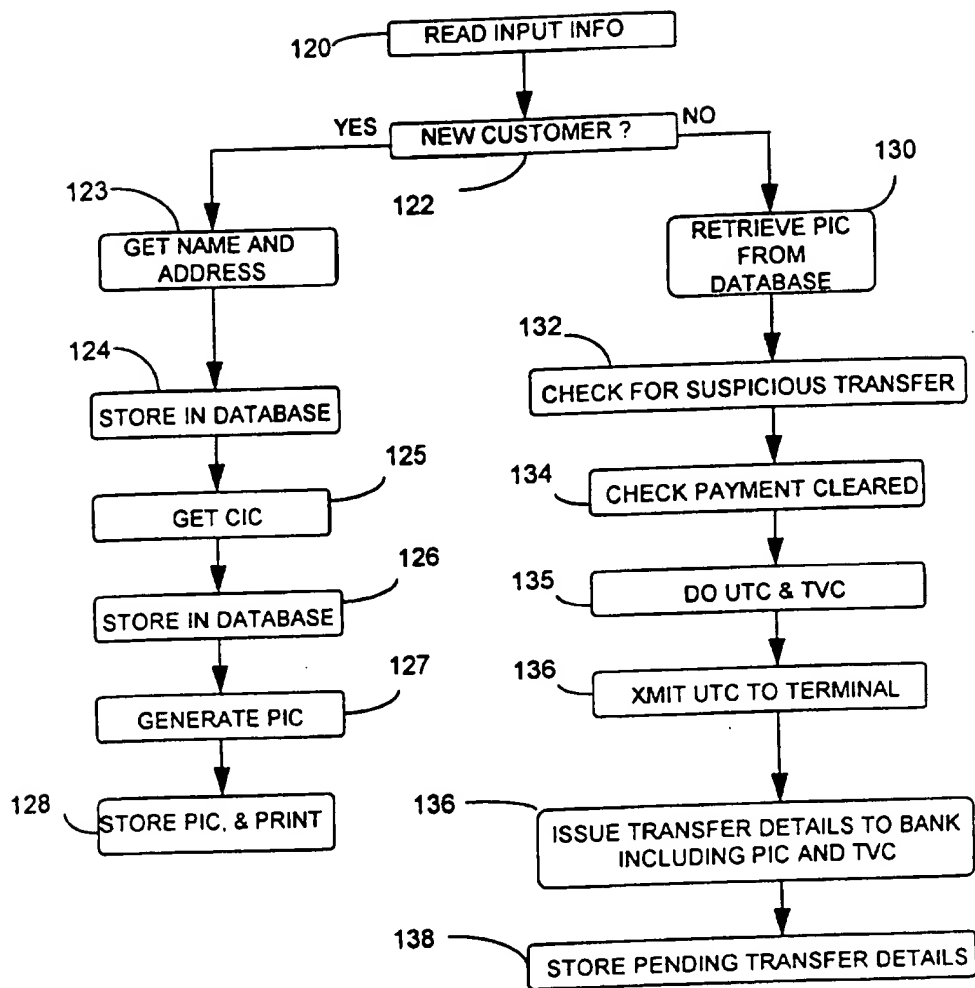 120
READ INPUT INFO
YES
NEW CUSTOMER ?
NO
122
123
GET NAME AND
ADDRESS
124
STORE IN DATABASE
125
GET CIC
126
STORE IN DATABASE
127
GENERATE PIC
128
STORE PIC, & PRINT
130
RETRIEVE PIC
FROM
DATABASE
132
CHECK FOR SUSPICIOUS TRANSFER
134
CHECK PAYMENT CLEARED
135
DO UTC & TVC
136
XMIT UTC TO TERMINAL
136
ISSUE TRANSFER DETAILS TO BANK
INCLUDING PIC AND TVC
138
STORE PENDING TRANSFER DETAILS